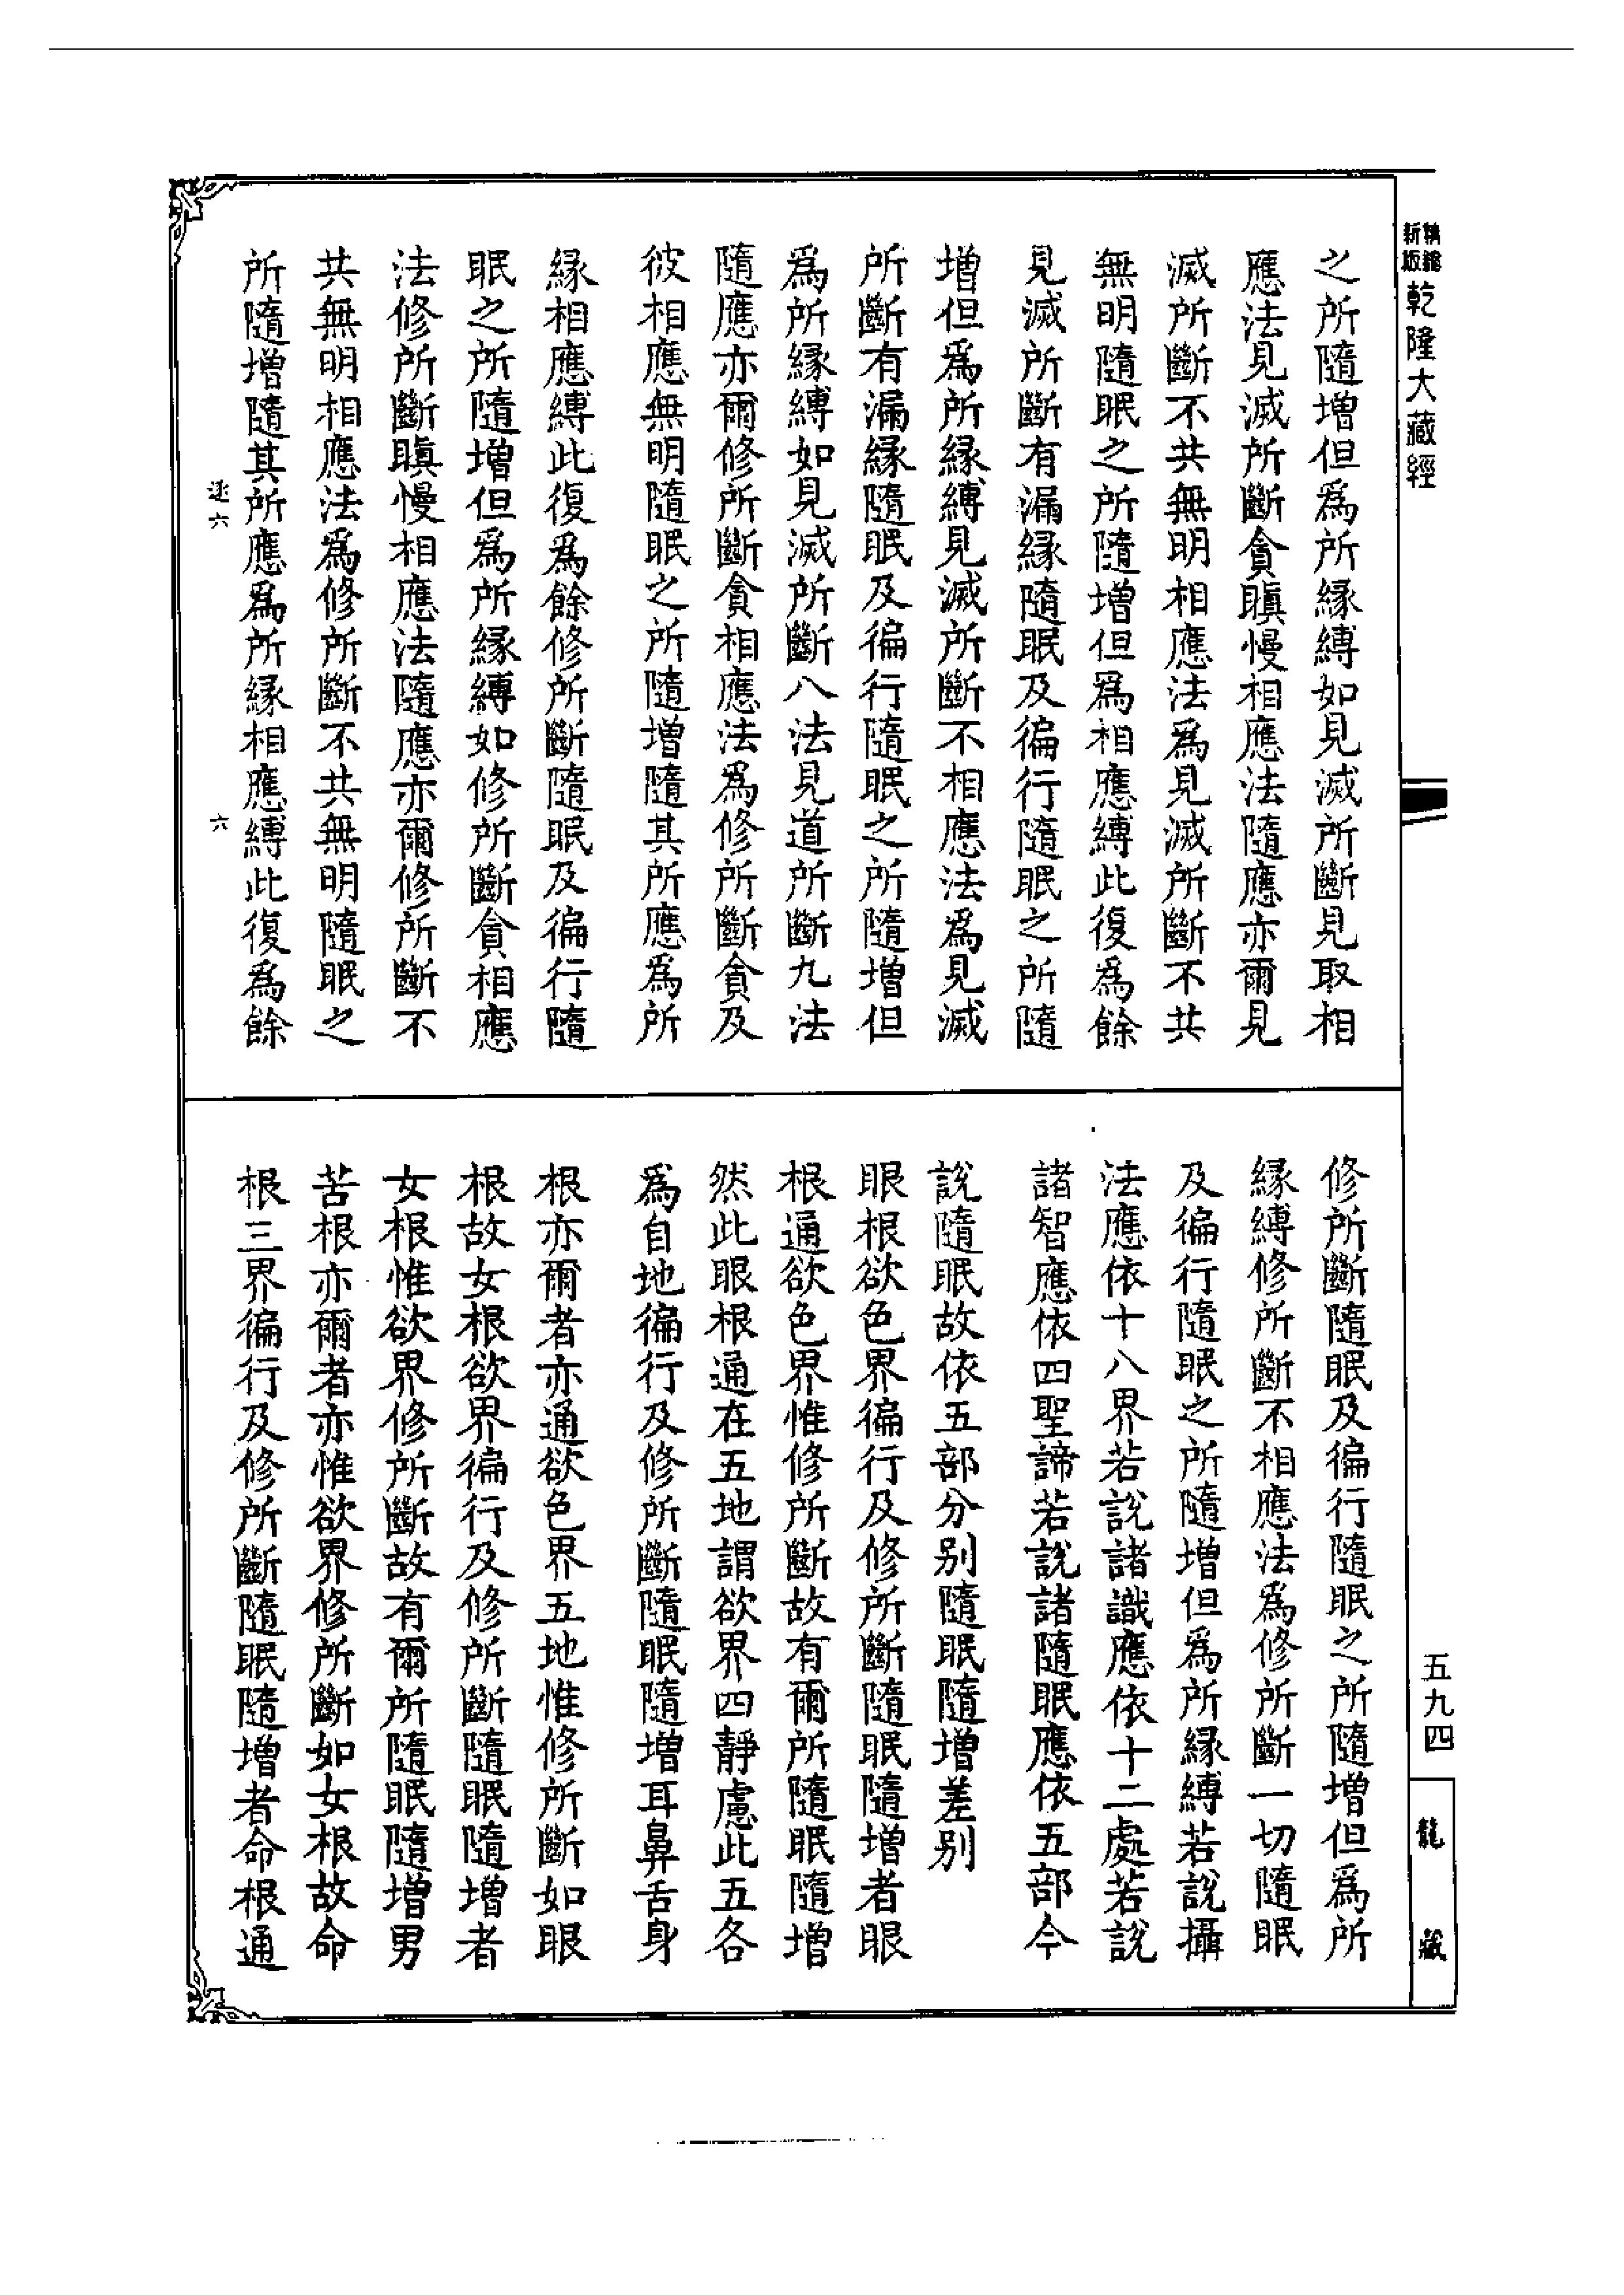 精縮
新版
乾隆大藏經
之所隨增但爲所緣縛如見滅所斷見取相
應法見滅所斷貪瞋慢相應法隨應亦爾見
滅所斷不共無明相應法爲見滅所斷不共
無明隨眠之所隨增但爲相應縛此復爲餘
見滅所斷有漏緣隨眠及徧行隨眠之所隨
增但爲所緣縛見滅所斷不相應法爲見滅
所斷有漏緣隨眠及徧行隨眠之所隨增但
爲所緣縛如見滅所斷八法見道所斷九法
隨應亦爾修所斷貪相應法爲修所斷貪及
彼相應無明隨眠之所隨增隨其所應爲所
緣相應縛此復爲餘修所斷隨眠及徧行隨
眠之所隨增但爲所緣縛如修所斷貪相應
法修所斷瞋慢相應法隨應亦爾修所斷不
共無明相應法爲修所斷不共無明隨眠之
所隨增隨其所應爲所緣相應縛此復爲餘
六
六
修所斷隨眠及徧行隨眠之所隨增但爲所
緣縛修所斷不相應法爲修所斷一切隨眠
及徧行隨眠之所隨增但爲所緣縛若說攝
法應依十八界若說諸識應依十二處若說
諸智應依四聖諦若說諸隨眠應依五部今
說隨眠故依五部分別隨眠隨增差別
眼根欲色界徧行及修所斷隨眠隨增者眼
根通欲色界惟修所斷故有爾所隨眠隨增
然此眼根通在五地謂欲界四靜慮此五各
爲自地徧行及修所斷隨眠隨增耳鼻舌身
根亦爾者亦通欲色界五地惟修所斷如眼
根故女根欲界徧行及修所斷隨眠隨增者
女根惟欲界修所斷故有爾所隨眠隨增男
苦根亦爾者亦惟欲界修所斷如女根故命
根三界徧行及修所斷隨眠隨增者命根通
五九四
龍藏